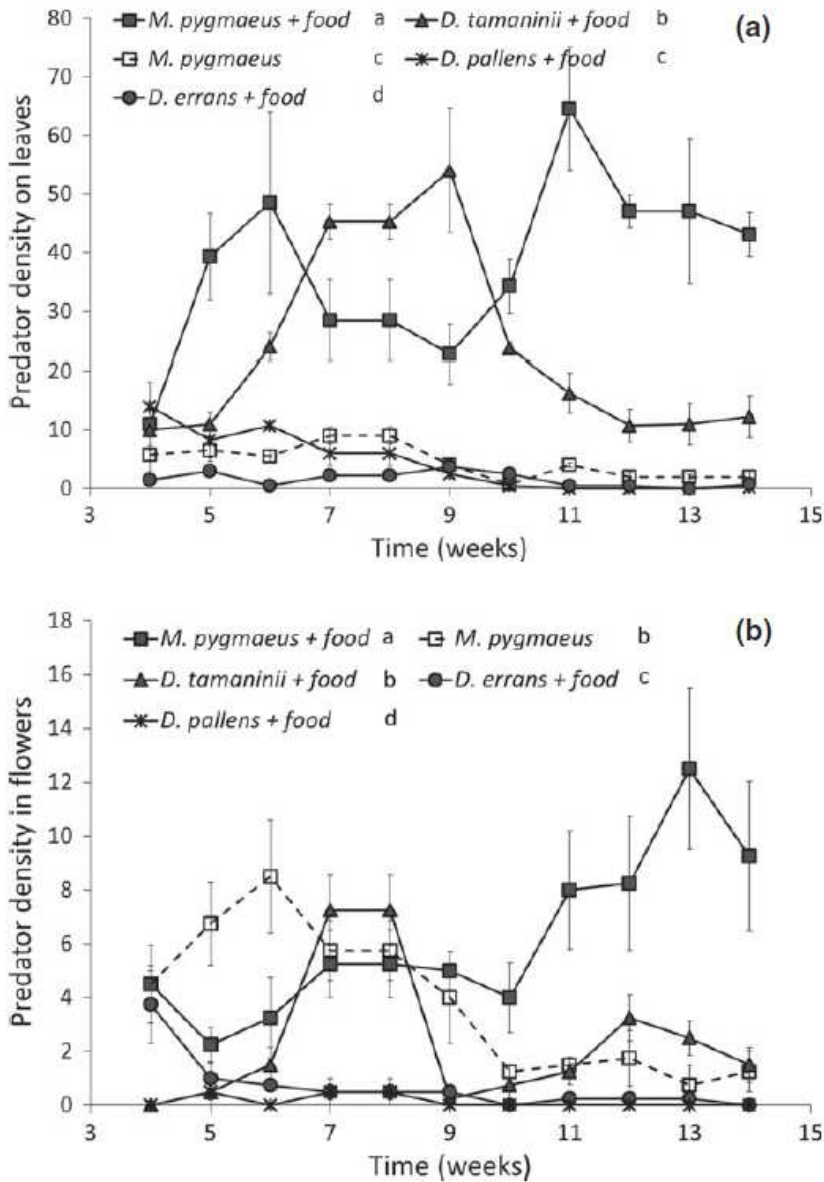 (a)
M. pygmaeus + food a
D. tamaninii + food b
M. pygmaeus c
D. pallens + food c
D. errans + food d
Predator density on leaves
80
70
60
50
40
30
20
10
0
3 5 7 9 11 13 15
Time (weeks)
(b)
M. pygmaeus + food a
M. pygmaeus b
D. tamaninii + food b
D. errans + food c
D. pallens + food d
Predator density in flowers
18
16
14
12
10
8
6
4
2
0
3 5 7 9 11 13 15
Time (weeks)